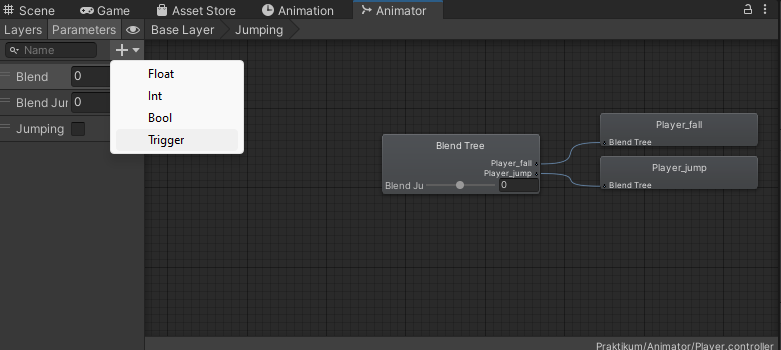 Scene Game Asset Store Animation Animator
Layers Parameters Base Layer Jumping
Name
Blend 0
Blend Jur 0
Jumping
Float
Int
Bool
Trigger
Blend Tree
Player_fall
Player_jump
Blend Ju 0
Player_fall
Blend Tree
Player_jump
Blend Tree
Praktikum/Animator/Player.controller